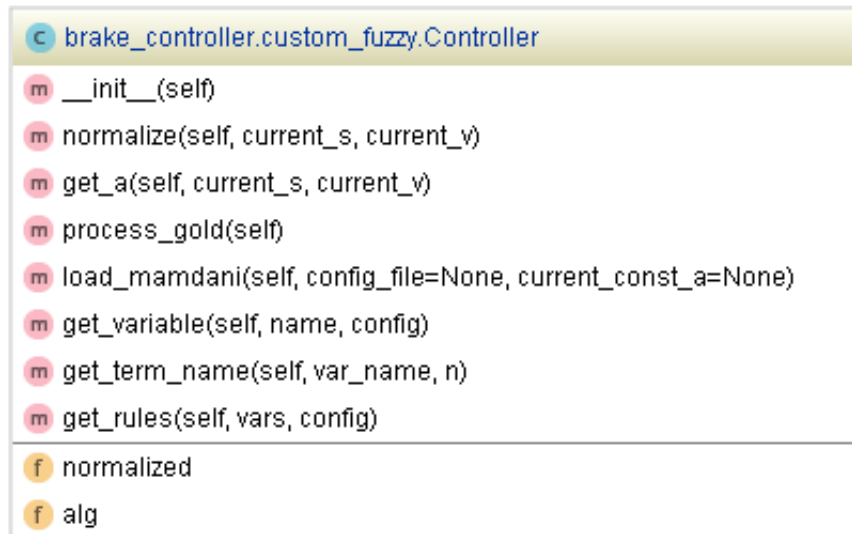 C brake_controller.custom_fuzzy.Controller
m __init__(self)
m normalize(self, current_s, current_v)
m get_a(self, current_s, current_v)
m process_gold(self)
m load_mamdani(self, config_file=None, current_const_a=None)
m get_variable(self, name, config)
m get_term_name(self, var_name, n)
m get_rules(self, vars, config)
f normalized
f alg